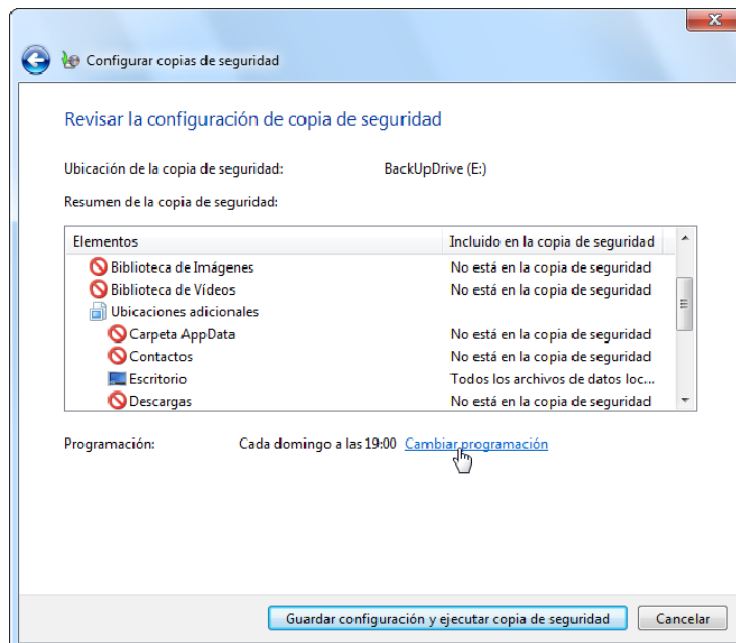 Configurar copias de seguridad
Revisar la configuración de copia de seguridad
Ubicación de la copia de seguridad: BackUpDrive (E:)
Resumen de la copia de seguridad:
Elementos Incluido en la copia de seguridad
Biblioteca de Imágenes No está en la copia de seguridad
Biblioteca de Vídeos No está en la copia de seguridad
Ubicaciones adicionales
Carpeta AppData No está en la copia de seguridad
Contactos No está en la copia de seguridad
Escritorio Todos los archivos de datos loc...
Descargas No está en la copia de seguridad
Programación: Cada domingo a las 19:00 Cambiar programación
Guardar configuración y ejecutar copia de seguridad Cancelar